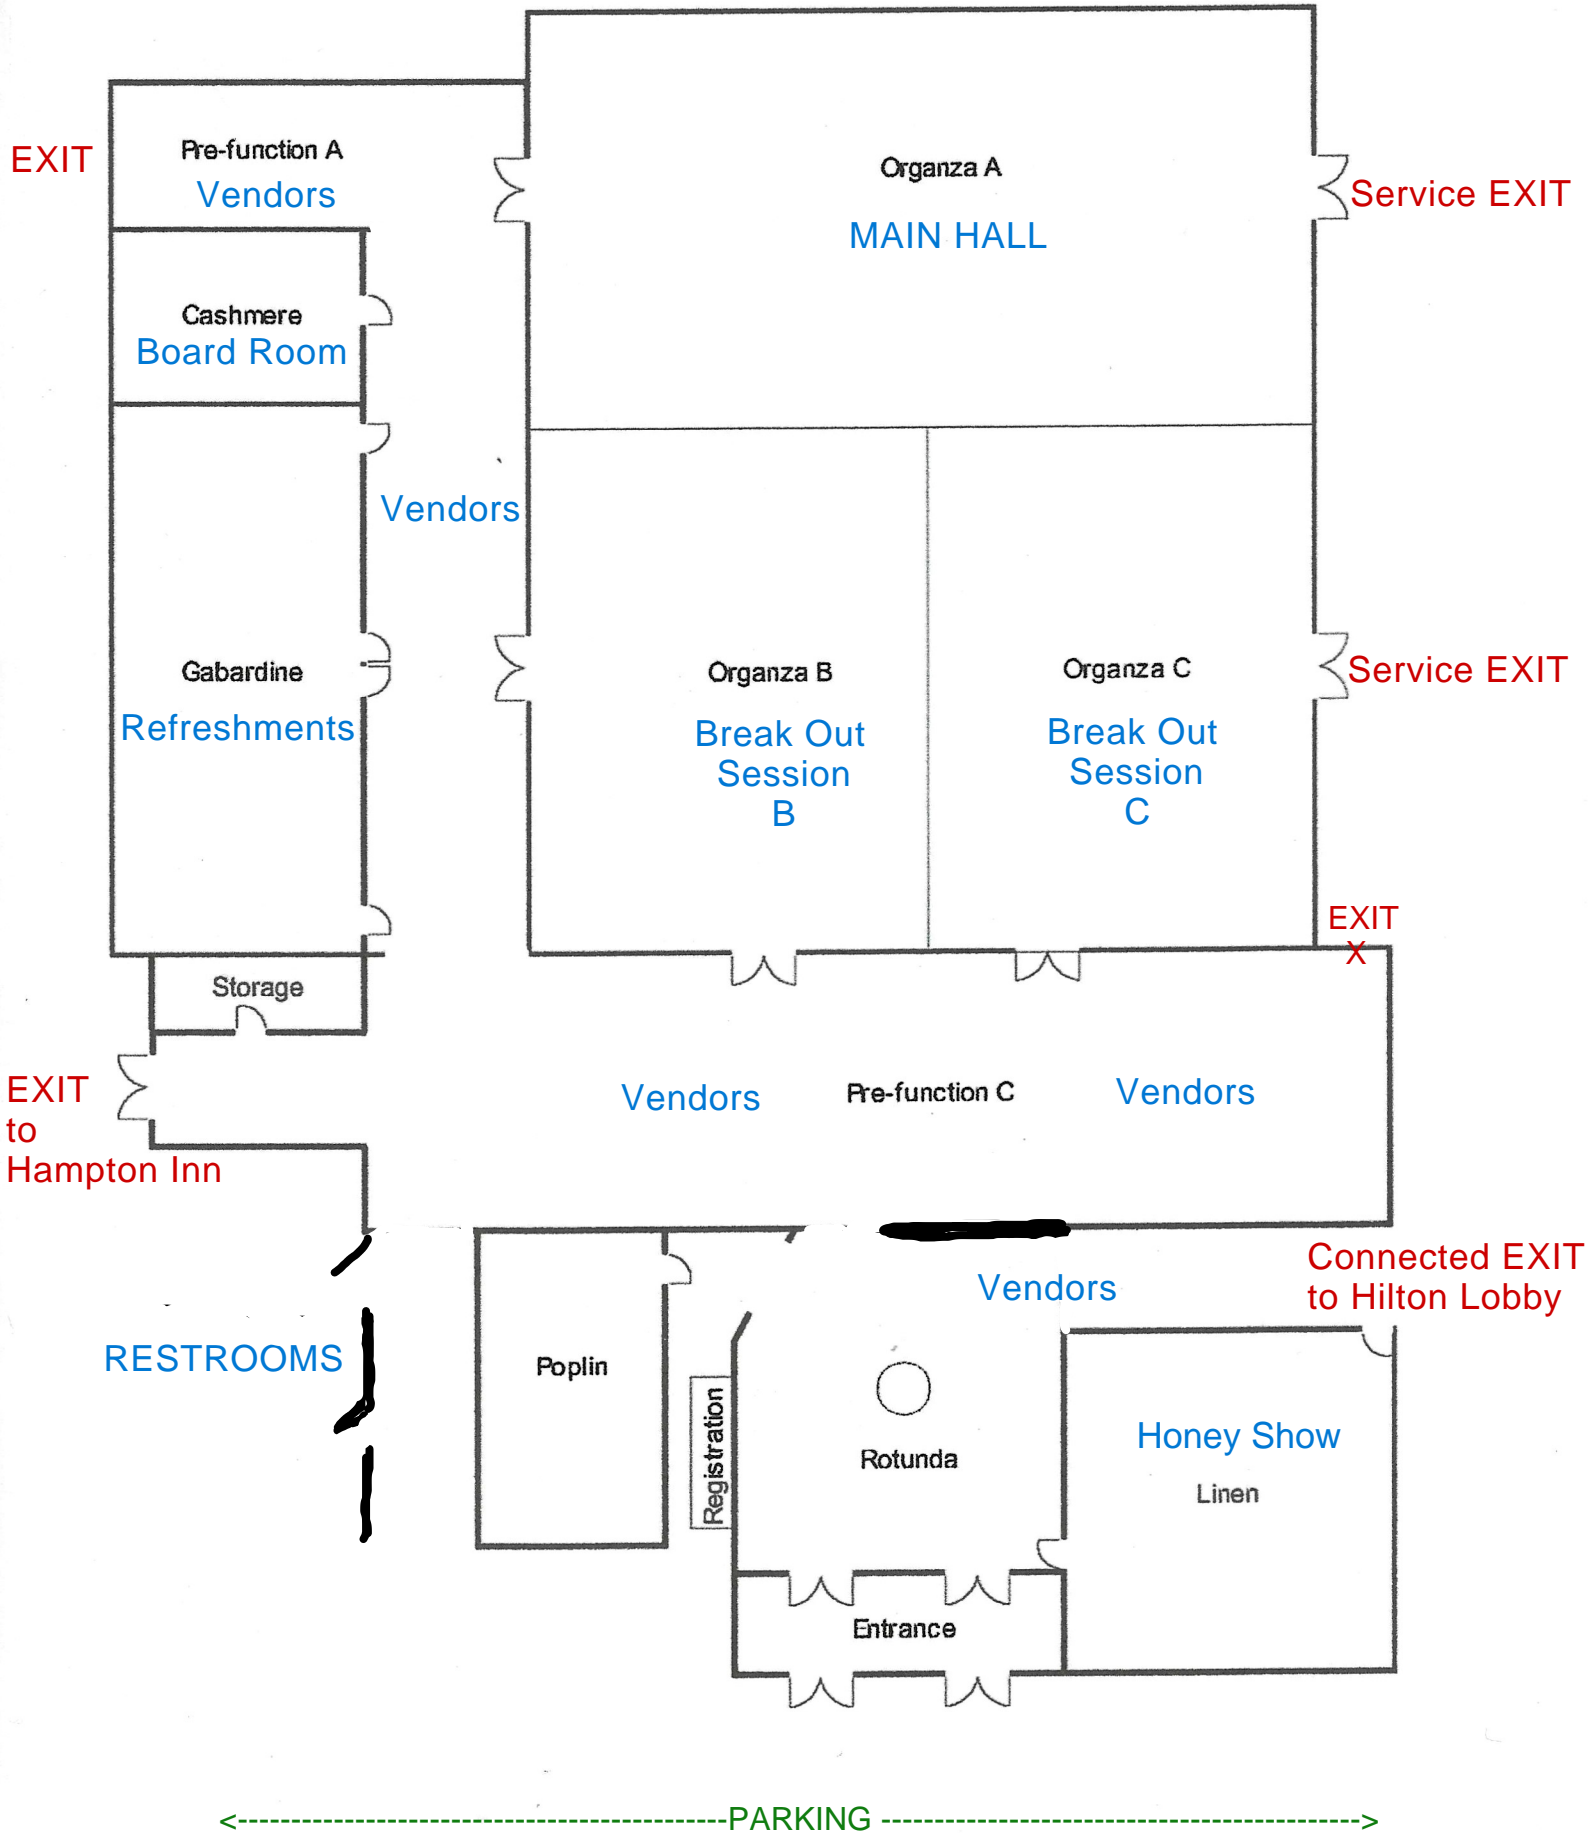 EXIT
Pre-function A
Vendors
Organza A
MAIN HALL
Service EXIT
Cashmere
Board Room
Vendors
Gabardine
Refreshments
Organza B
Break Out
Session
B
Organza C
Break Out
Session
C
Service EXIT
EXIT
X
Storage
EXIT
to
Hampton Inn
Vendors
Pre-function C
Vendors
Connected EXIT
to Hilton Lobby
Vendors
RESTROOMS
Poplin
Registration
Rotunda
Honey Show
Linen
Entrance
<-----------------------------------------------PARKING ---------------------------------------------->